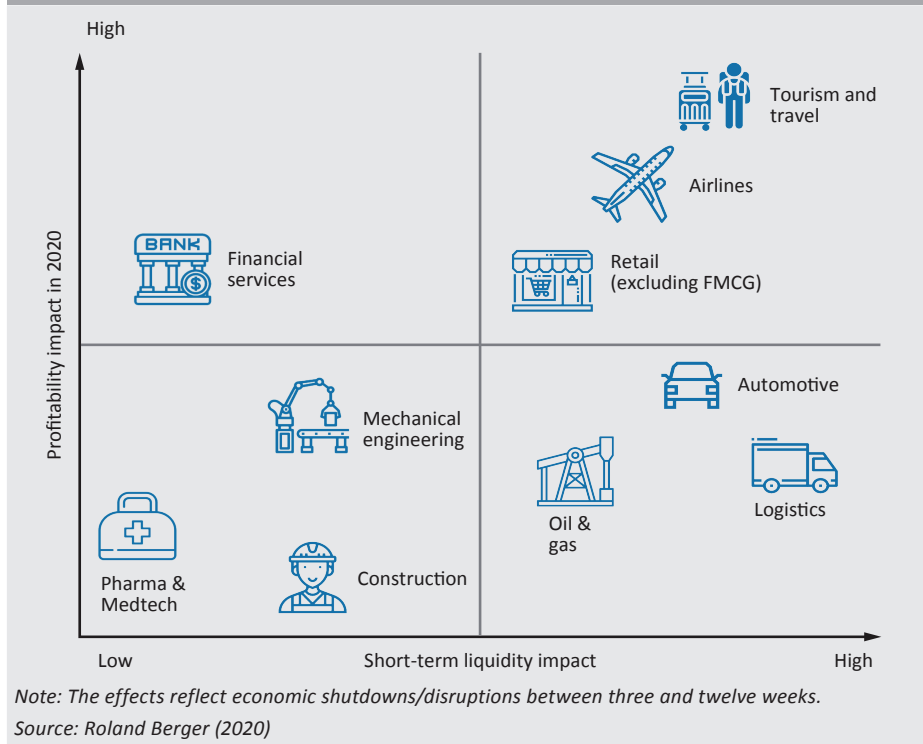 High
Tourism and
travel
Airlines
BANK
$
Financial
services
Retail
(excluding FMCG)
Profitability impact in 2020
Automotive
Mechanical
engineering
Logistics
Oil &
gas
Construction
Pharma &
Medtech
Low
Short-term liquidity impact
High
Note: The effects reflect economic shutdowns/disruptions between three and twelve weeks.
Source: Roland Berger (2020)